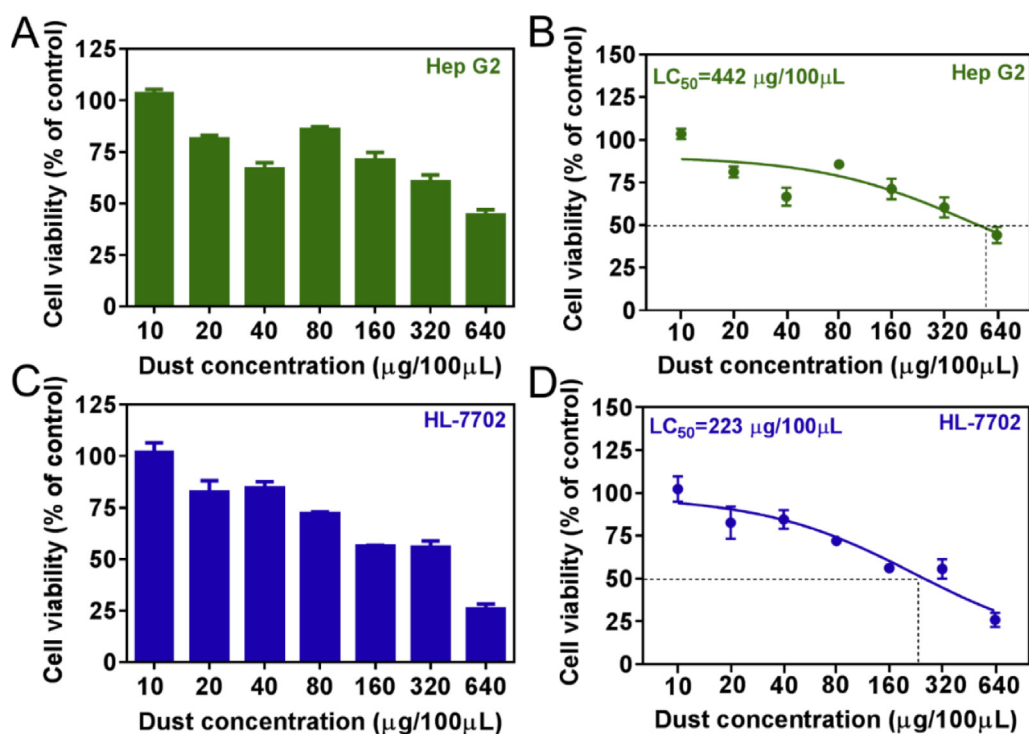 A
Cell viability (% of control)
125
100
75
50
25
0
Hep G2
10 20 40 80 160 320 640
Dust concentration (μg/100μL)
B
Cell viability (% of control)
150
125
100
75
50
25
0
LC50=442 μg/100μL
Hep G2
10 20 40 80 160 320 640
Dust concentration (μg/100μL)
C
Cell viability (% of control)
125
100
75
50
25
0
HL-7702
10 20 40 80 160 320 640
Dust concentration (μg/100μL)
D
Cell viability (% of control)
150
125
100
75
50
25
0
LC50=223 μg/100μL
HL-7702
10 20 40 80 160 320 640
Dust concentration (μg/100μL)